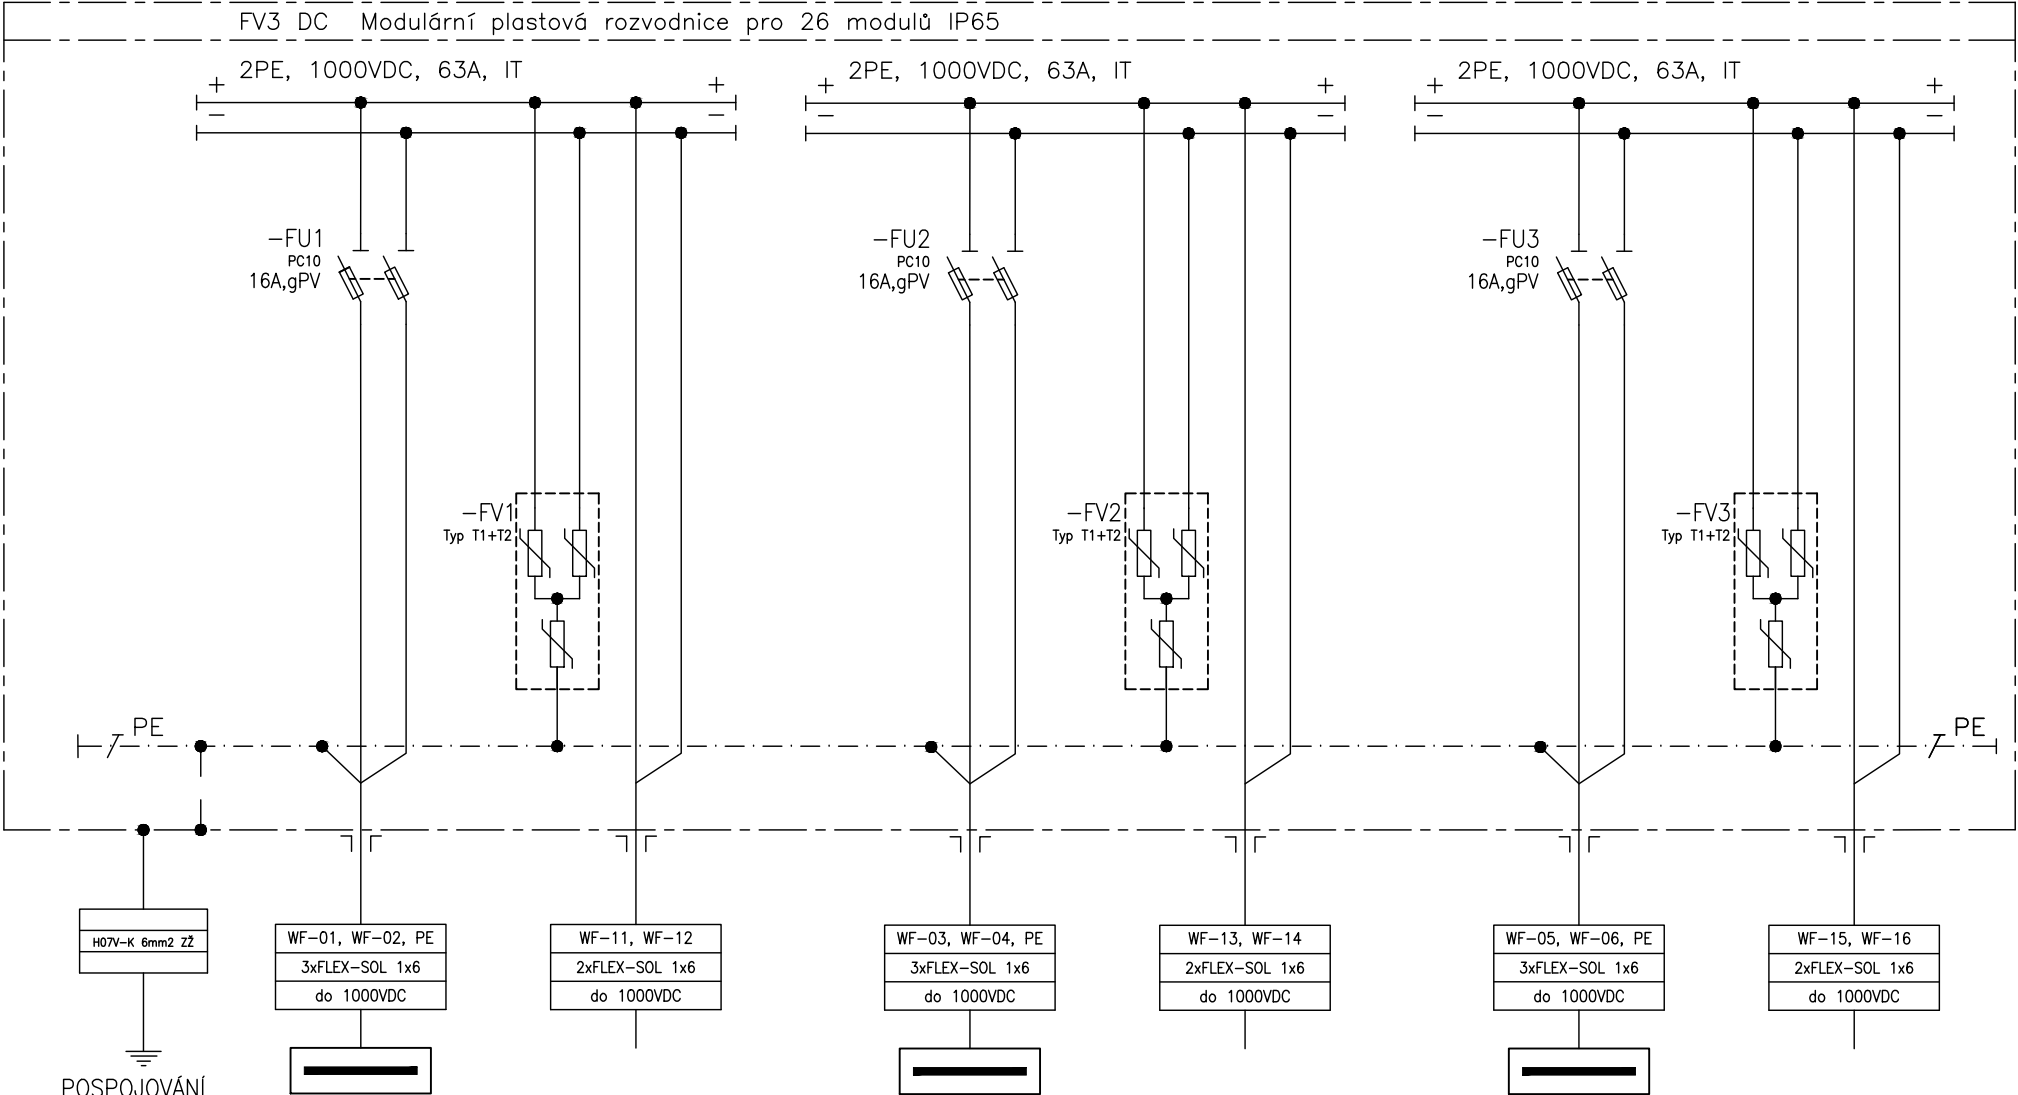 FV3 DC Modulární plastová rozvodnice pro 26 modulů IP65
2PE, 1000VDC, 63A, IT
+ +
− −
2PE, 1000VDC, 63A, IT
+ +
− −
2PE, 1000VDC, 63A, IT
+ +
− −
−FU1
PC10
16A,gPV
−FU2
PC10
16A,gPV
−FU3
PC10
16A,gPV
−FV1
Typ T1+T2
−FV2
Typ T1+T2
−FV3
Typ T1+T2
PE
PE
H07V−K 6mm2 ZŽ
POSPOJOVÁNÍ
WF−01, WF−02, PE
3xFLEX−SOL 1x6
do 1000VDC
WF−11, WF−12
2xFLEX−SOL 1x6
do 1000VDC
WF−03, WF−04, PE
3xFLEX−SOL 1x6
do 1000VDC
WF−13, WF−14
2xFLEX−SOL 1x6
do 1000VDC
WF−05, WF−06, PE
3xFLEX−SOL 1x6
do 1000VDC
WF−15, WF−16
2xFLEX−SOL 1x6
do 1000VDC